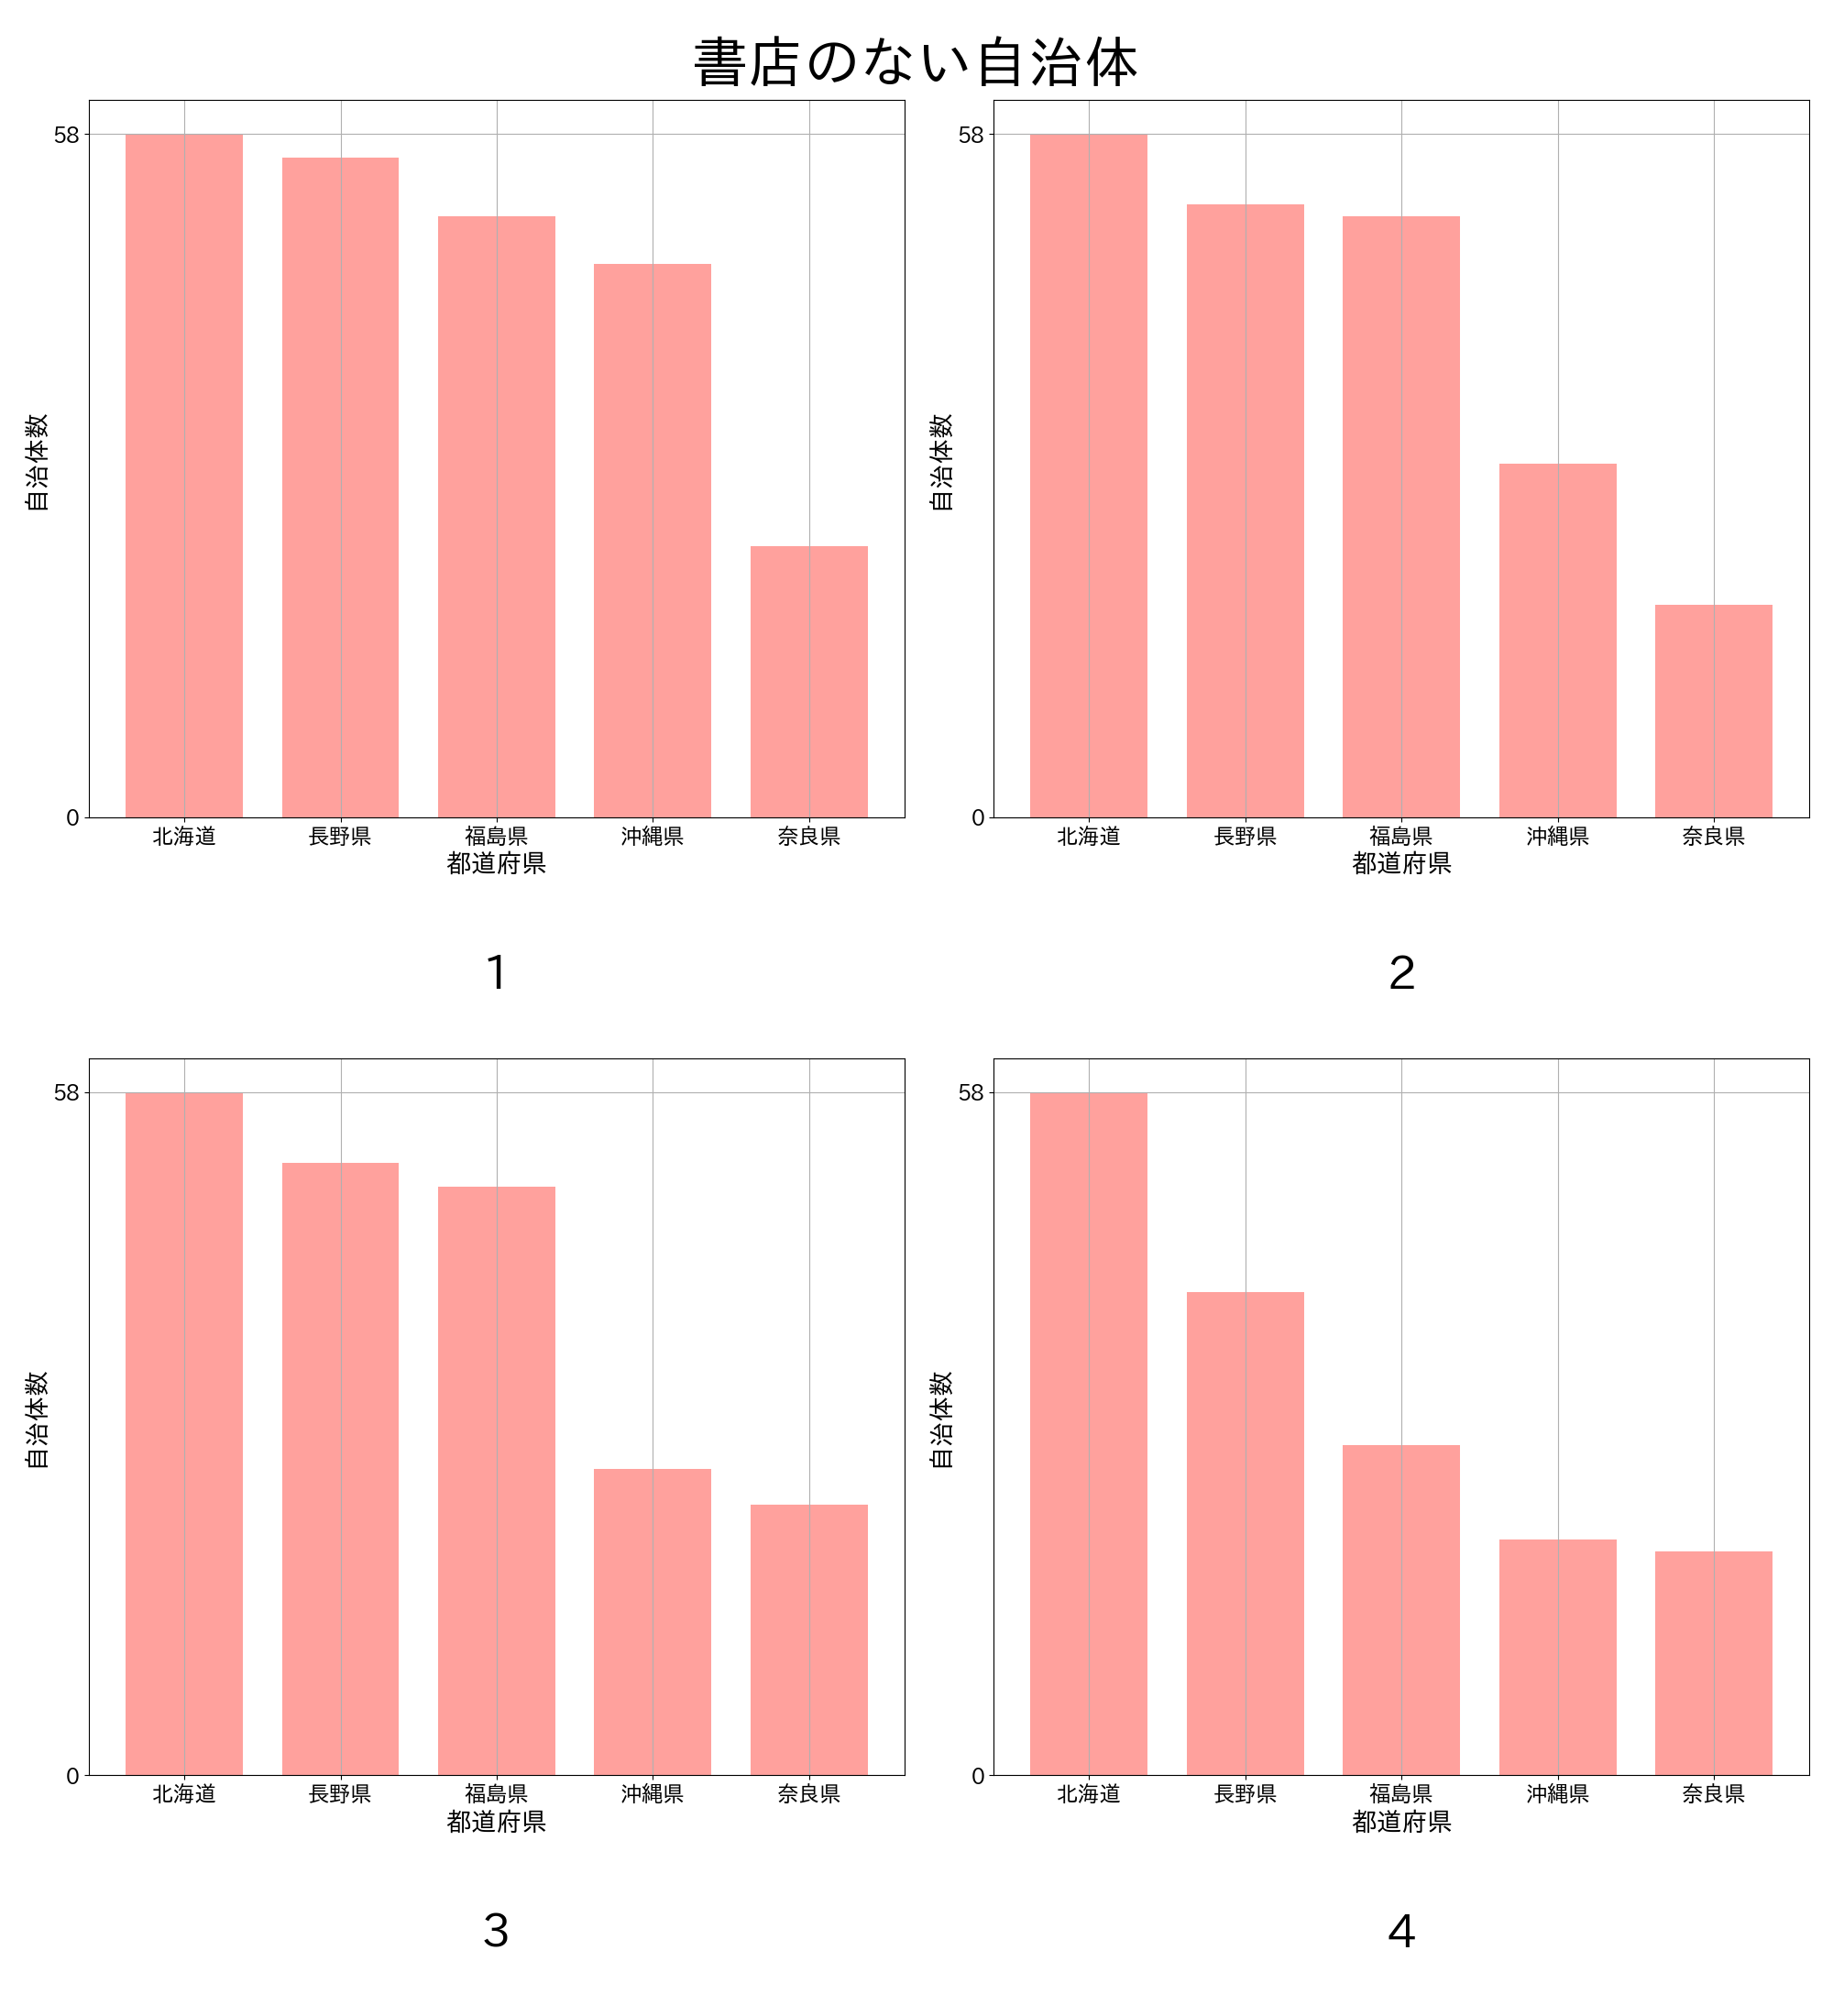 書店のない自治体
58
0
自治体数
北海道 長野県 福島県 沖縄県 奈良県
都道府県
1
58
0
自治体数
北海道 長野県 福島県 沖縄県 奈良県
都道府県
2
58
0
自治体数
北海道 長野県 福島県 沖縄県 奈良県
都道府県
3
58
0
自治体数
北海道 長野県 福島県 沖縄県 奈良県
都道府県
4